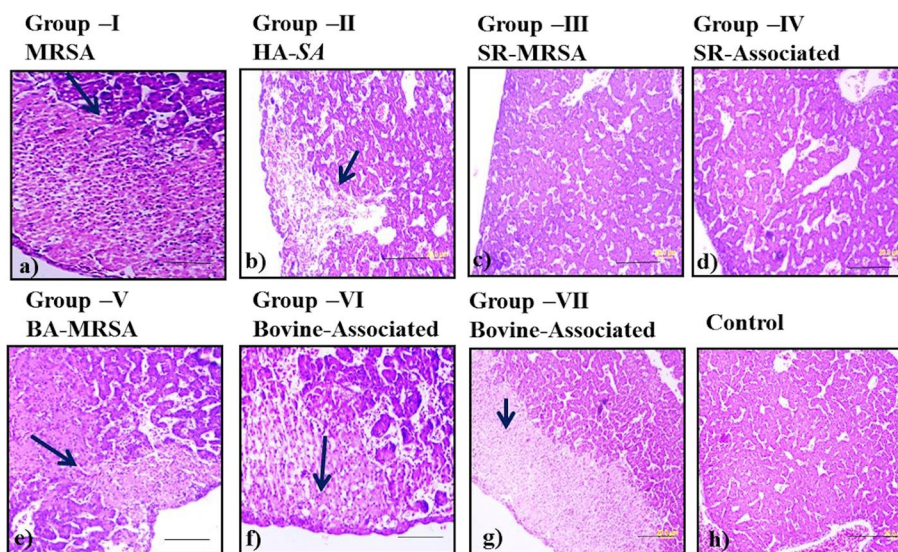 Group –I
MRSA
Group –II
HA-SA
Group –III
SR-MRSA
Group –IV
SR-Associated
a)
b)
c)
d)
Group –V
BA-MRSA
Group –VI
Bovine-Associated
Group –VII
Bovine-Associated
Control
e)
f)
g)
h)